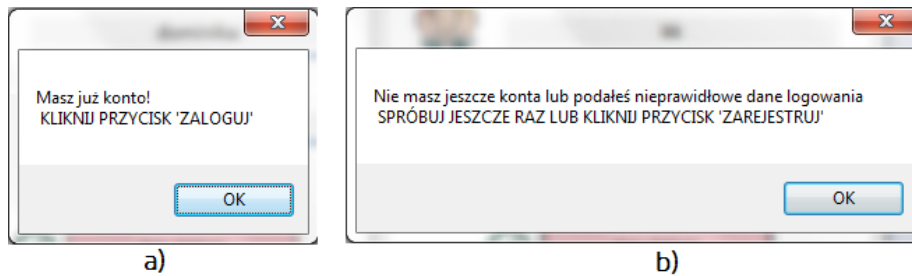 Masz już konto!
KLIKNIJ PRZYCISK 'ZALOGUJ'
OK
a)
Nie masz jeszcze konta lub podałeś nieprawidłowe dane logowania
SPRÓBUJ JESZCZE RAZ LUB KLIKNIJ PRZYCISK 'ZAREJESTRUJ'
OK
b)